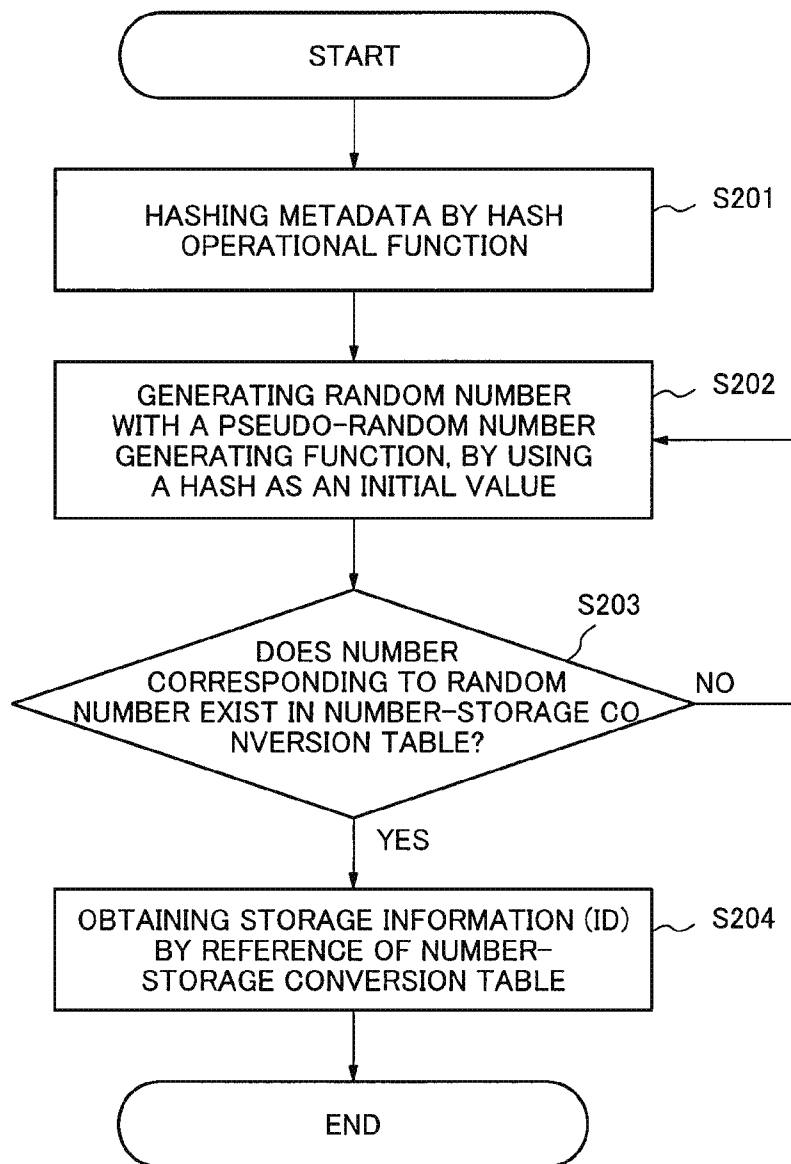 START
HASHING METADATA BY HASH
OPERATIONAL FUNCTION
S201
GENERATING RANDOM NUMBER
WITH A PSEUDO-RANDOM NUMBER
GENERATING FUNCTION, BY USING
A HASH AS AN INITIAL VALUE
S202
S203
DOES NUMBER
CORRESPONDING TO RANDOM
NUMBER EXIST IN NUMBER-STORAGE CO
NVERSION TABLE?
NO
YES
OBTAINING STORAGE INFORMATION (ID)
BY REFERENCE OF NUMBER-
STORAGE CONVERSION TABLE
S204
END